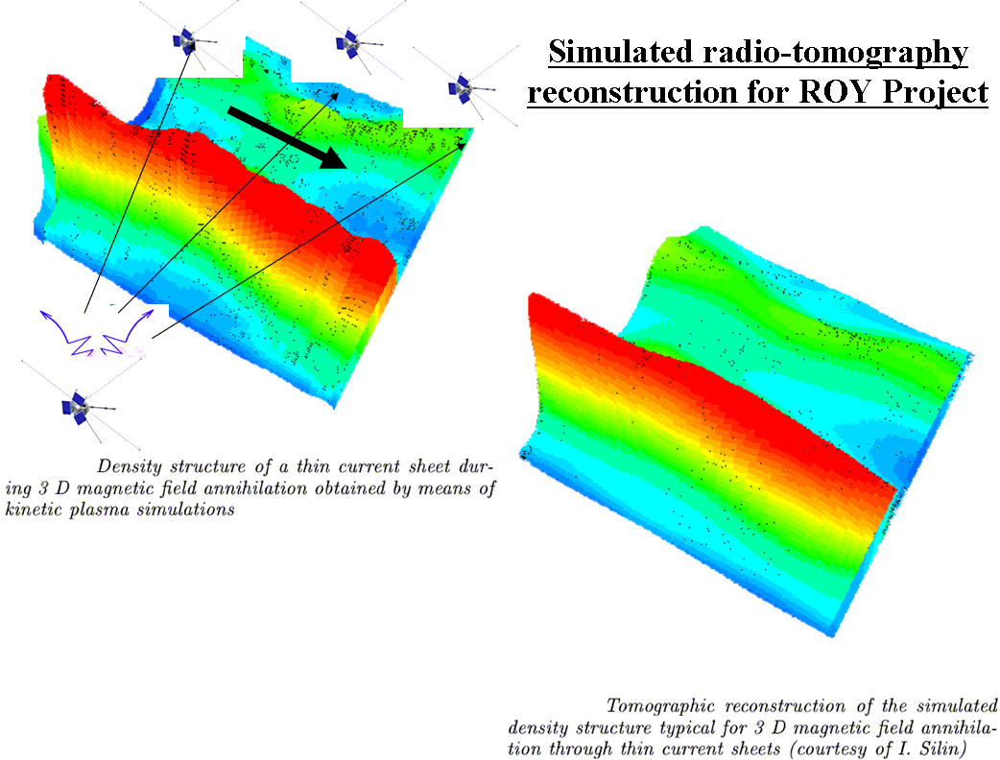 Simulated radio-tomography
reconstruction for ROY Project
Density structure of a thin current sheet dur-
ing 3 D magnetic field annihilation obtained by means of
kinetic plasma simulations
Tomographic reconstruction of the simulated
density structure typical for 3 D magnetic field annihila-
tion through thin current sheets (courtesy of I. Silin)